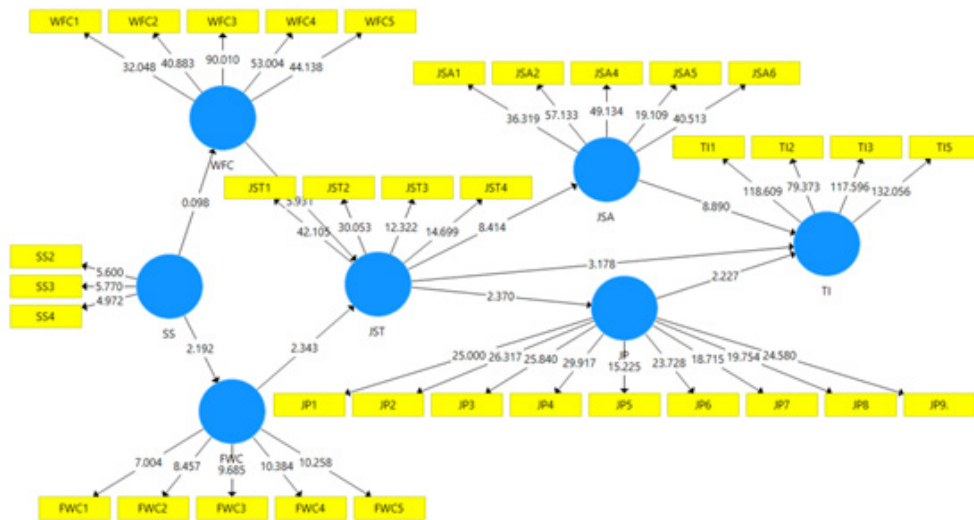 WFC1 WFC2 WFC3 WFC4 WFC5
32.048 40.883 90.010 53.004 44.138
WFC
JSA1 JSA2 JSA4 JSA5 JSA6
36.319 57.133 49.134 19.109 40.513
JSA
TI1 TI2 TI3 TI5
118.609 79.373 117.596 132.056
TI
JST1 JST2 JST3 JST4
42.105 30.053 12.322 14.699
JST
0.098
5.931
8.414
8.890
SS2
SS3
SS4
5.600
5.770
4.972
SS
3.178
2.370
2.227
2.192
2.343
JP
25.000 26.317 25.840 29.917 15.225 23.728 18.715 19.754 24.580
JP1 JP2 JP3 JP4 JP5 JP6 JP7 JP8 JP9.
FWC
7.004 8.457 9.685 10.384 10.258
FWC1 FWC2 FWC3 FWC4 FWC5